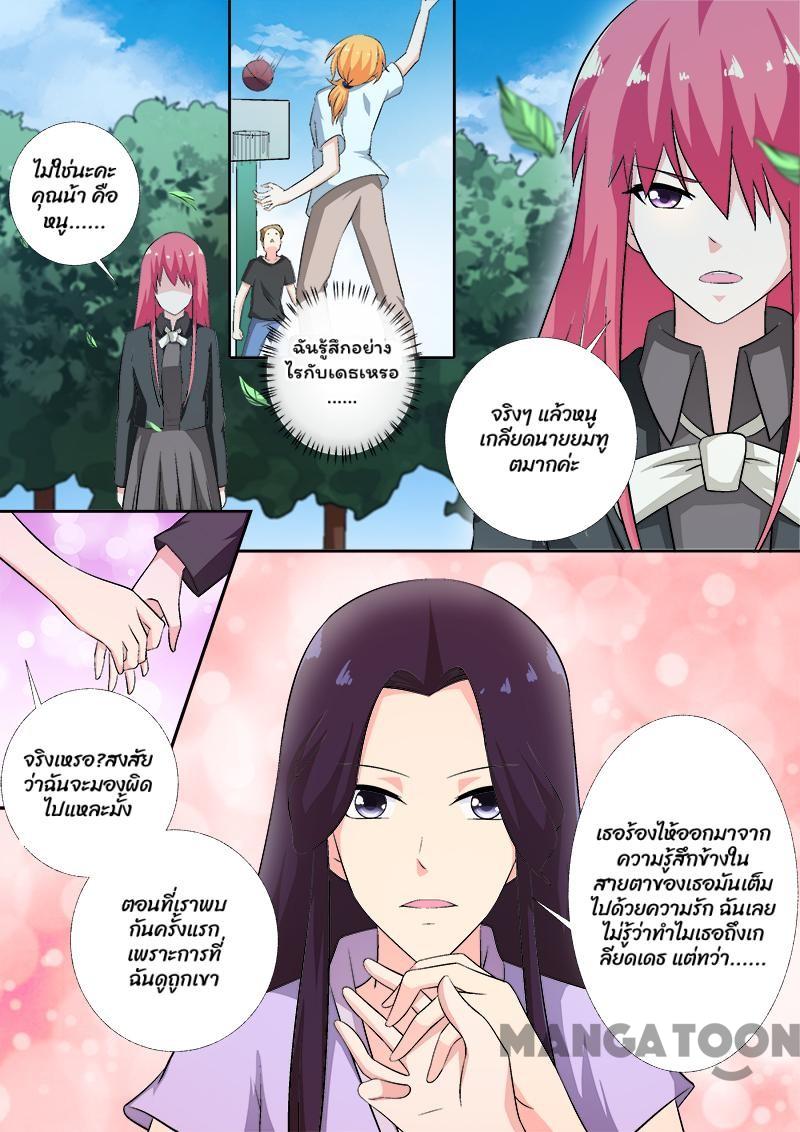 ไม่ใช่นะคะ
คุณน้า คือ
หนู......
ฉันรู้สึกอย่าง
ไรกับเดธเหรอ
......
จริงๆ แล้วหนู
เกลียดนายยมทู
ตมากค่ะ
จริงเหรอ?สงสัย
ว่าฉันจะมองผิด
ไปแหละมั้ง
ตอนที่เราพบ
กันครั้งแรก
เพราะการที่
ฉันดูถูกเขา
เธอร้องไห้ออกมาจาก
ความรู้สึกข้างใน
สายตาของเธอมันเต็ม
ไปด้วยความรัก ฉันเลย
ไม่รู้ว่าทำไมเธอถึงเก
ลียดเดธ แต่ทว่า......
MANGATOON